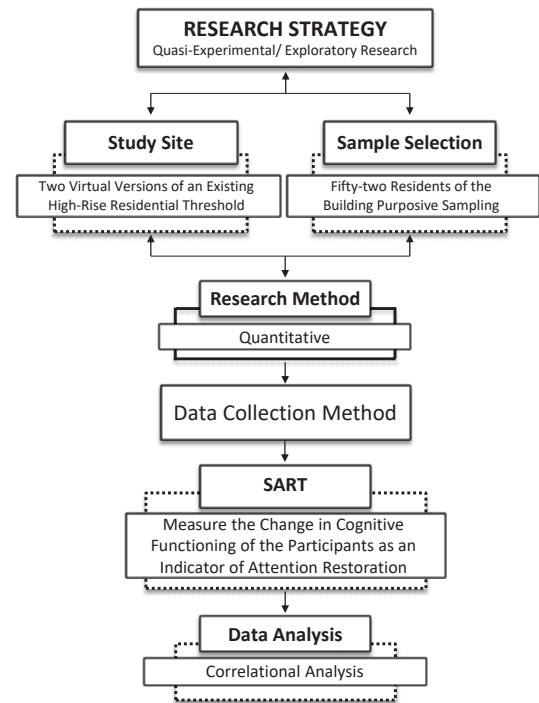 RESEARCH STRATEGY
Quasi-Experimental/ Exploratory Research
Study Site
Two Virtual Versions of an Existing
High-Rise Residential Threshold
Sample Selection
Fifty-two Residents of the
Building Purposive Sampling
Research Method
Quantitative
Data Collection Method
SART
Measure the Change in Cognitive
Functioning of the Participants as an
Indicator of Attention Restoration
Data Analysis
Correlational Analysis